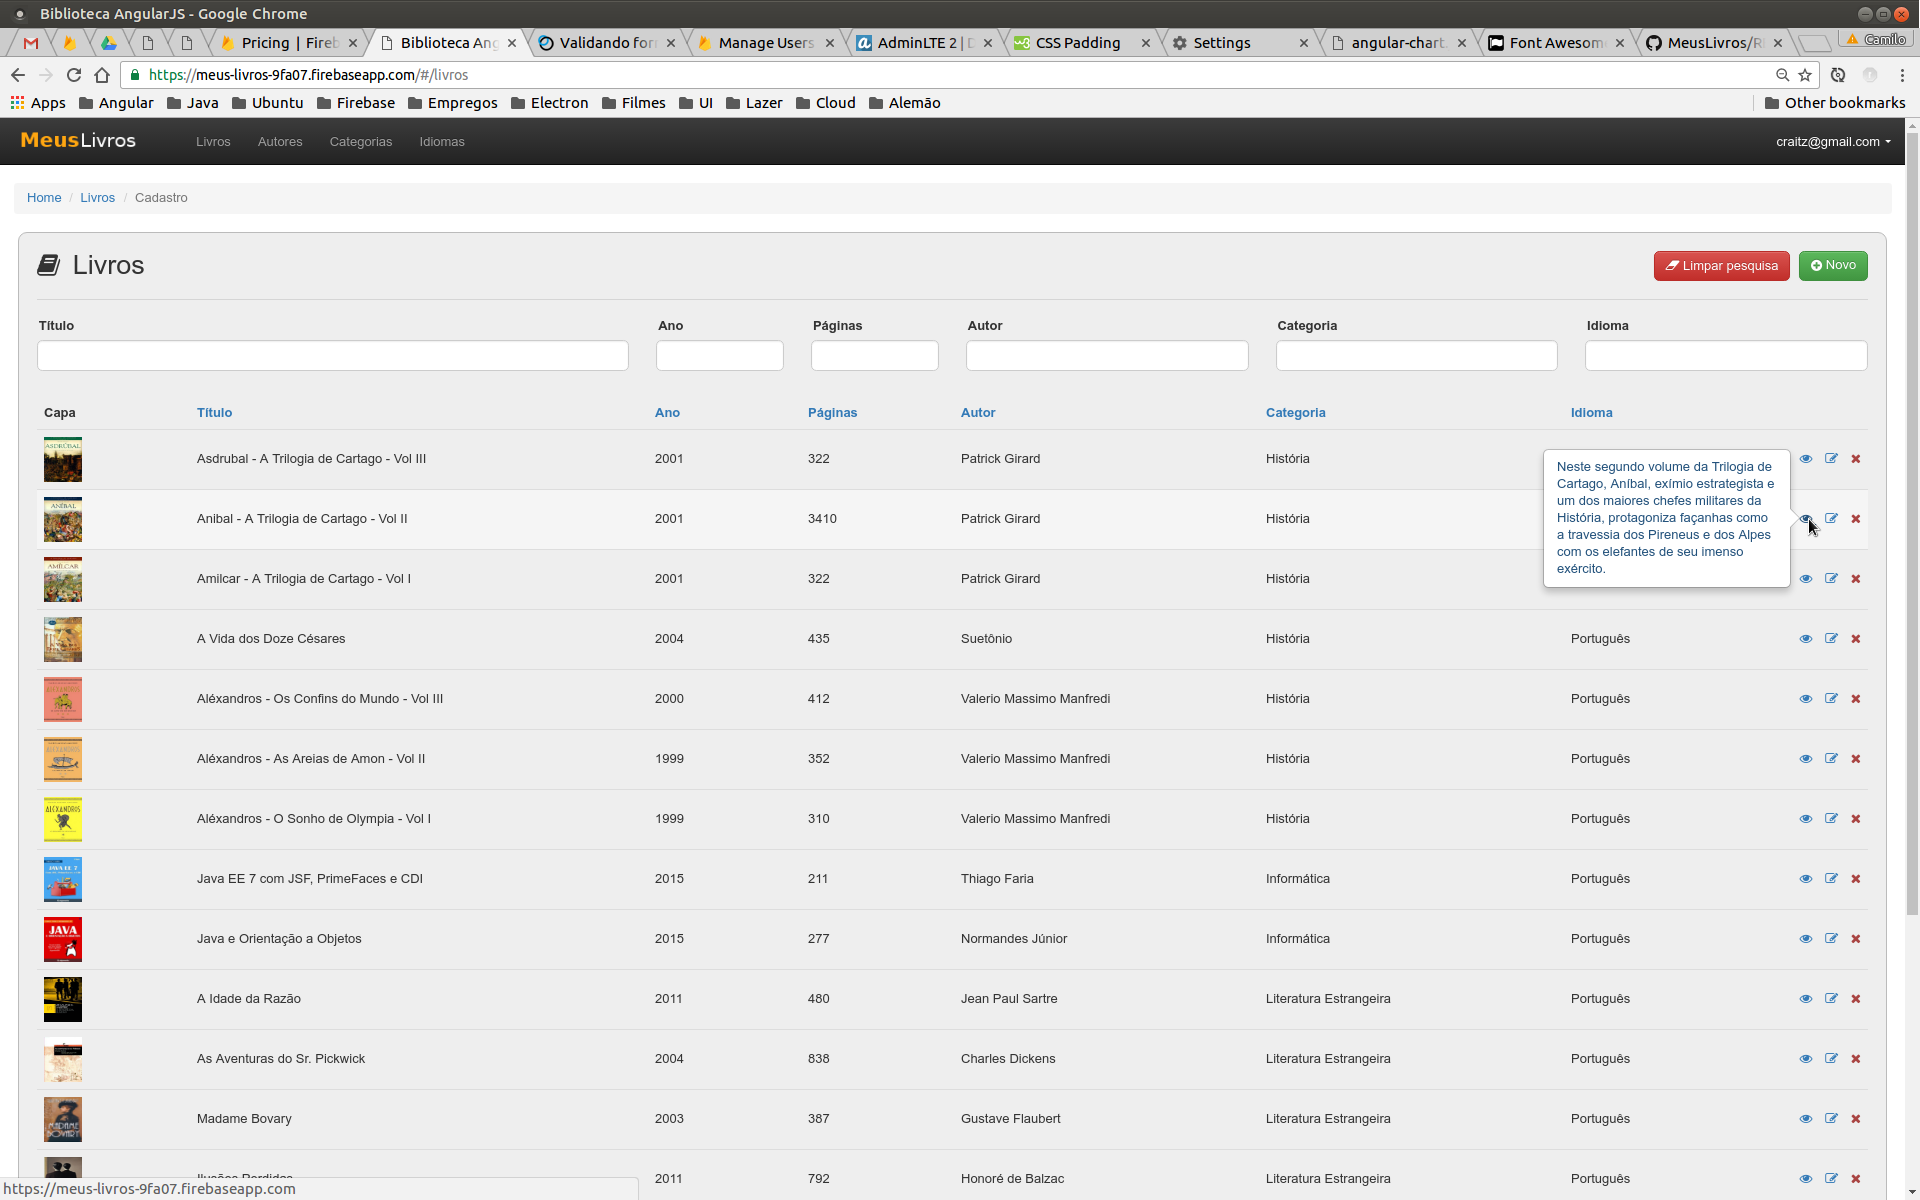 Biblioteca AngularJS - Google Chrome
Pricing | Fireb
Biblioteca Ang
Validando for
Manage Users
AdminLTE 2 | D
CSS Padding
Settings
angular-chart
Font Awesom
MeusLivros/R
Camilo
https://meus-livros-9fa07.firebaseapp.com/#/livros
Apps Angular Java Ubuntu Firebase Empregos Electron Filmes UI Lazer Cloud Alemão Other bookmarks
MeusLivros Livros Autores Categorias Idiomas craitz@gmail.com
Home / Livros / Cadastro
Livros Limpar pesquisa Novo
Título Ano Páginas Autor Categoria Idioma
Capa Título Ano Páginas Autor Categoria Idioma
ASDRÚBAL
Asdrubal - A Trilogia de Cartago - Vol III 2001 322 Patrick Girard História
Neste segundo volume da Trilogia de
Cartago, Aníbal, exímio estrategista e
um dos maiores chefes militares da
História, protagoniza façanhas como
a travessia dos Pireneus e dos Alpes
com os elefantes de seu imenso
exército.
ANÍBAL
Anibal - A Trilogia de Cartago - Vol II 2001 3410 Patrick Girard História
AMÍLCAR
Amilcar - A Trilogia de Cartago - Vol I 2001 322 Patrick Girard História
A Vida dos Doze Césares 2004 435 Suetônio História Português
Aléxandros - Os Confins do Mundo - Vol III 2000 412 Valerio Massimo Manfredi História Português
Aléxandros - As Areias de Amon - Vol II 1999 352 Valerio Massimo Manfredi História Português
ALÉXANDROS
Aléxandros - O Sonho de Olympia - Vol I 1999 310 Valerio Massimo Manfredi História Português
JAVA EE 7
Java EE 7 com JSF, PrimeFaces e CDI 2015 211 Thiago Faria Informática Português
JAVA
Java e Orientação a Objetos 2015 277 Normandes Júnior Informática Português
A Idade da Razão 2011 480 Jean Paul Sartre Literatura Estrangeira Português
As Aventuras do Sr. Pickwick 2004 838 Charles Dickens Literatura Estrangeira Português
MADAME
BOVARY
Madame Bovary 2003 387 Gustave Flaubert Literatura Estrangeira Português
Ilusões Perdidas 2011 792 Honoré de Balzac Literatura Estrangeira Português
https://meus-livros-9fa07.firebaseapp.com